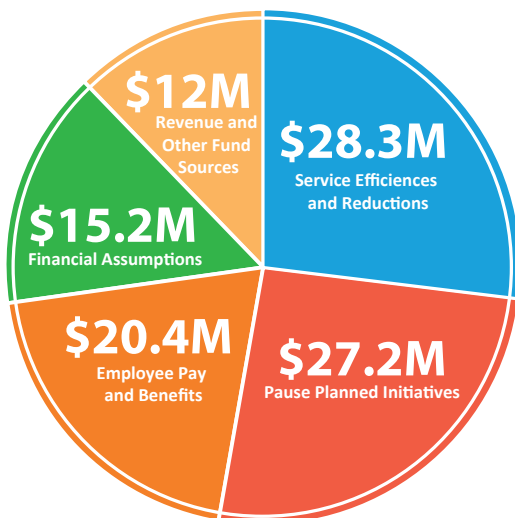 $12M
Revenue and
Other Fund
Sources
$28.3M
Service Efficiences
and Reductions
$15.2M
Financial Assumptions
$20.4M
Employee Pay
and Benefits
$27.2M
Pause Planned Initiatives